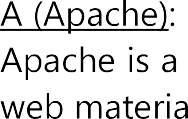 A (Apache):
Apache is a
web materia